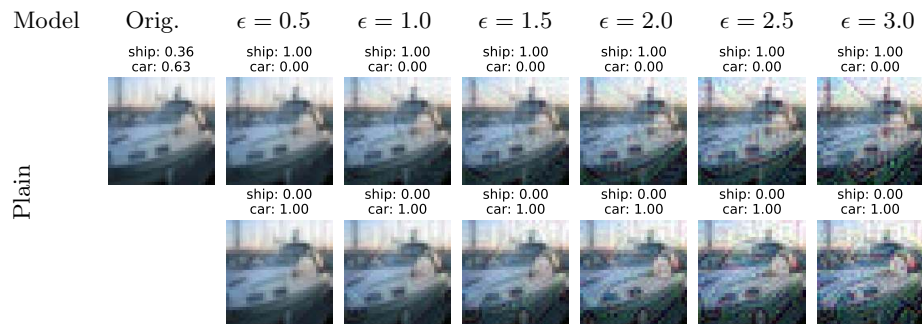 Model Orig. ϵ = 0.5 ϵ = 1.0 ϵ = 1.5 ϵ = 2.0 ϵ = 2.5 ϵ = 3.0
ship: 0.36 ship: 1.00 ship: 1.00 ship: 1.00 ship: 1.00 ship: 1.00 ship: 1.00
car: 0.63 car: 0.00 car: 0.00 car: 0.00 car: 0.00 car: 0.00 car: 0.00
Plain
ship: 0.00 ship: 0.00 ship: 0.00 ship: 0.00 ship: 0.00 ship: 0.00
car: 1.00 car: 1.00 car: 1.00 car: 1.00 car: 1.00 car: 1.00